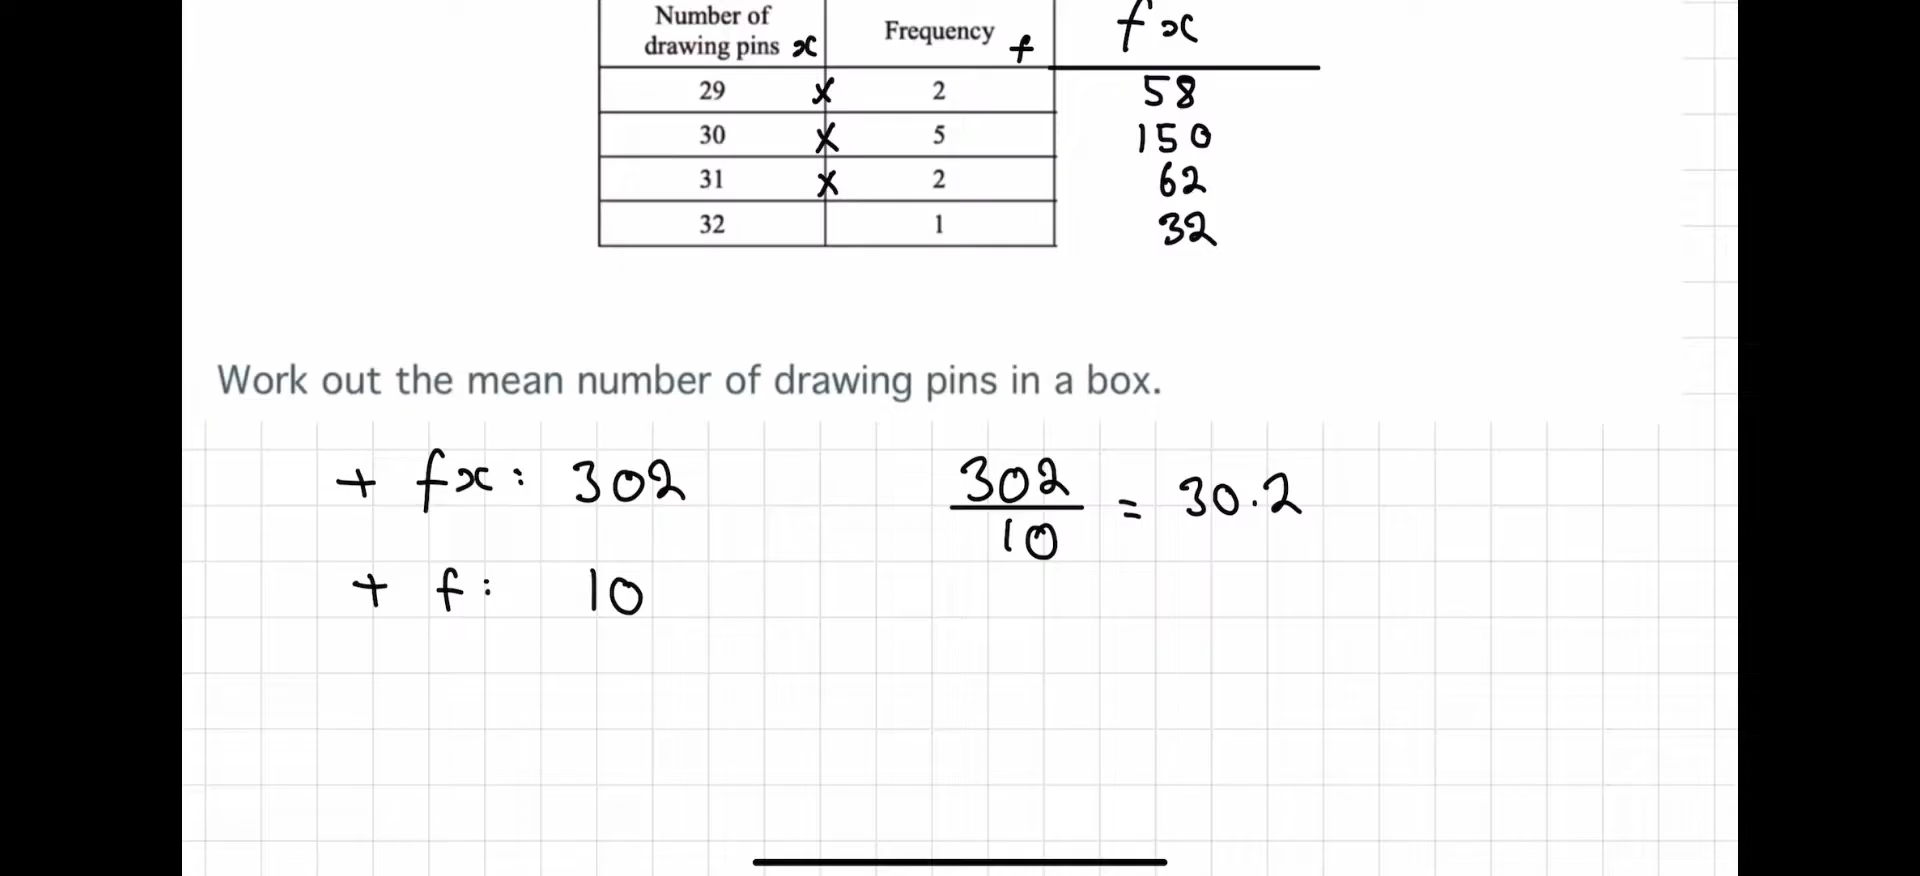 Number of drawing pins x Frequency f fx
29 x 2 58
30 x 5 150
31 x 2 62
32 1 32
Work out the mean number of drawing pins in a box.
+ fx: 302
302/10 = 30.2
+ f: 10